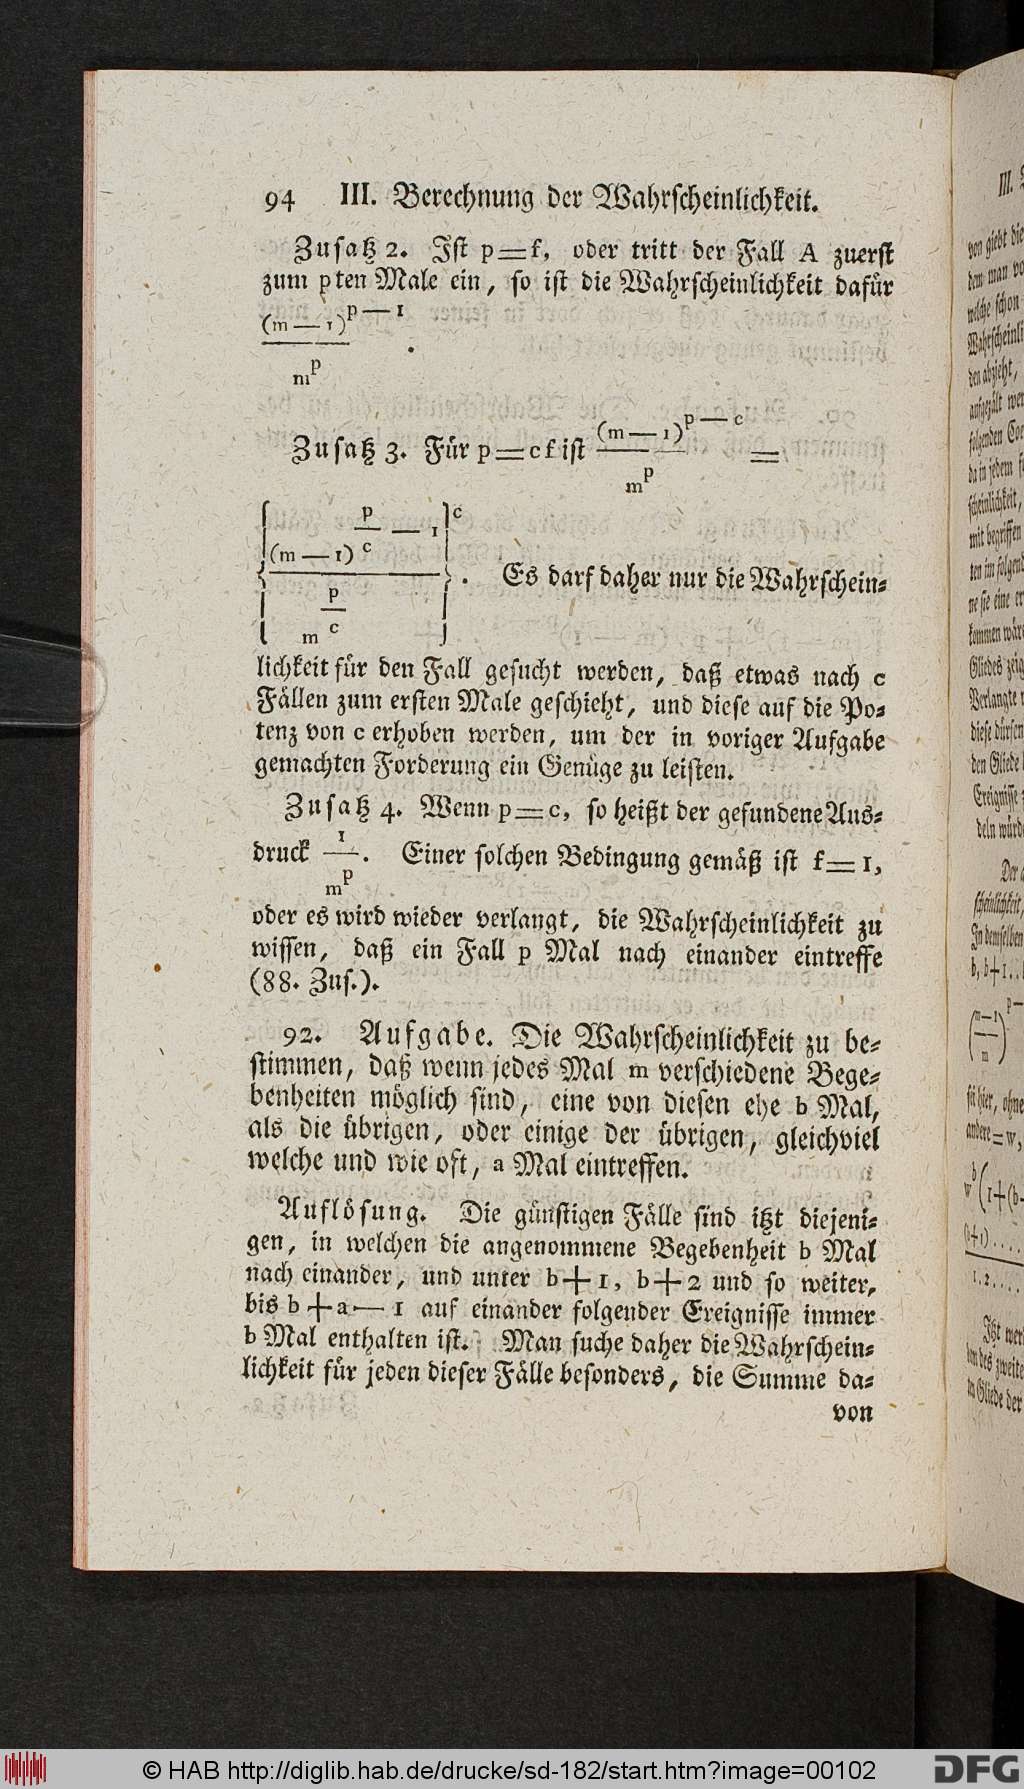 94 III. Berechnung der Wahrscheinlichkeit.
Zusatz 2. Ist p=f, oder tritt der Fall A zuerst
zum pten Male ein, so ist die Wahrscheinlichkeit dafür
(m — 1)^{p — 1}
m^p .
Zusatz 3. Für p=cf ist (m — 1)^{p — c} / m^p =
{ (m — 1)^{p/c — 1} / m^{p/c} }^c . Es darf daher nur die Wahrschein-
lichkeit für den Fall gesucht werden, daß etwas nach c
Fällen zum ersten Male geschieht, und diese auf die Po-
tenz von c erhoben werden, um der in voriger Aufgabe
gemachten Forderung ein Genüge zu leisten.
Zusatz 4. Wenn p=c, so heißt der gefundene Aus-
druck 1 / m^p . Einer solchen Bedingung gemäß ist f=1,
oder es wird wieder verlangt, die Wahrscheinlichkeit zu
wissen, daß ein Fall p Mal nach einander eintreffe
(88. Zus.).
92. Aufgabe. Die Wahrscheinlichkeit zu be-
stimmen, daß wenn jedes Mal m verschiedene Bege-
benheiten möglich sind, eine von diesen ehe b Mal,
als die übrigen, oder einige der übrigen, gleichviel
welche und wie oft, a Mal eintreffen.
Auflösung. Die günstigen Fälle sind itzt diejeni-
gen, in welchen die angenommene Begebenheit b Mal
nach einander, und unter b+1, b+2 und so weiter,
bis b+a—1 auf einander folgender Ereignisse immer
b Mal enthalten ist. Man suche daher die Wahrschein-
lichkeit für jeden dieser Fälle besonders, die Summe da-
von
© HAB http://diglib.hab.de/drucke/sd-182/start.htm?image=00102
DFG